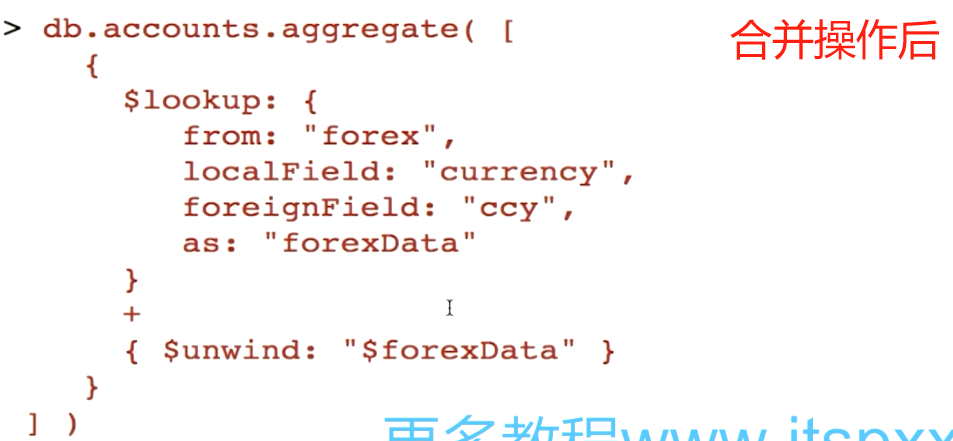 > db.accounts.aggregate( [
合并操作后
{
$lookup: {
from: "forex",
localField: "currency",
foreignField: "ccy",
as: "forexData"
}
+
{ $unwind: "$forexData" }
}
] )
更多教程www.itspxx